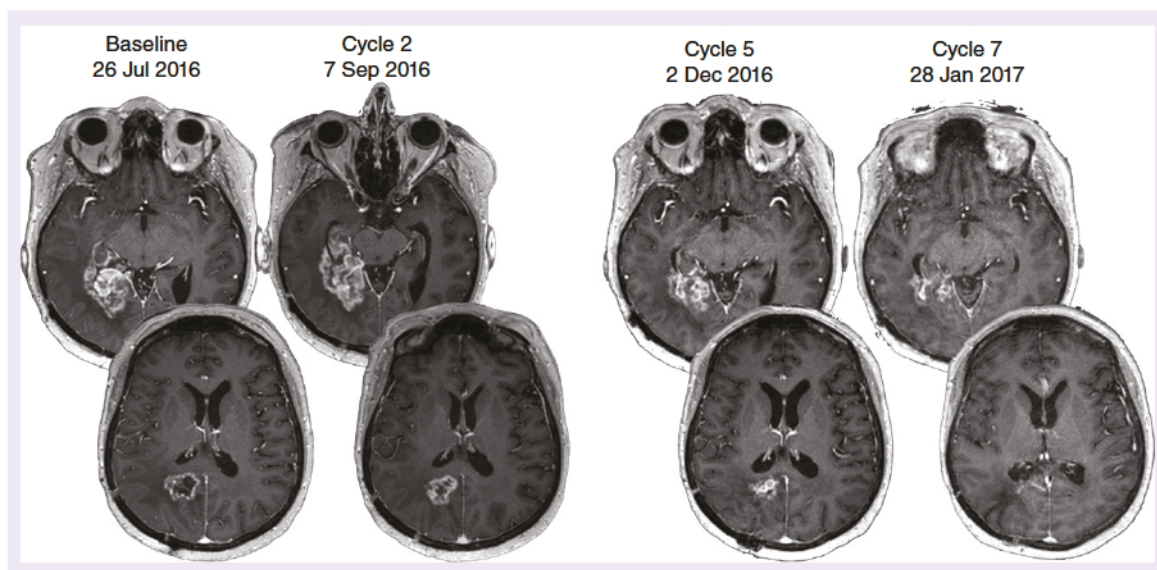 Baseline
26 Jul 2016
Cycle 2
7 Sep 2016
Cycle 5
2 Dec 2016
Cycle 7
28 Jan 2017